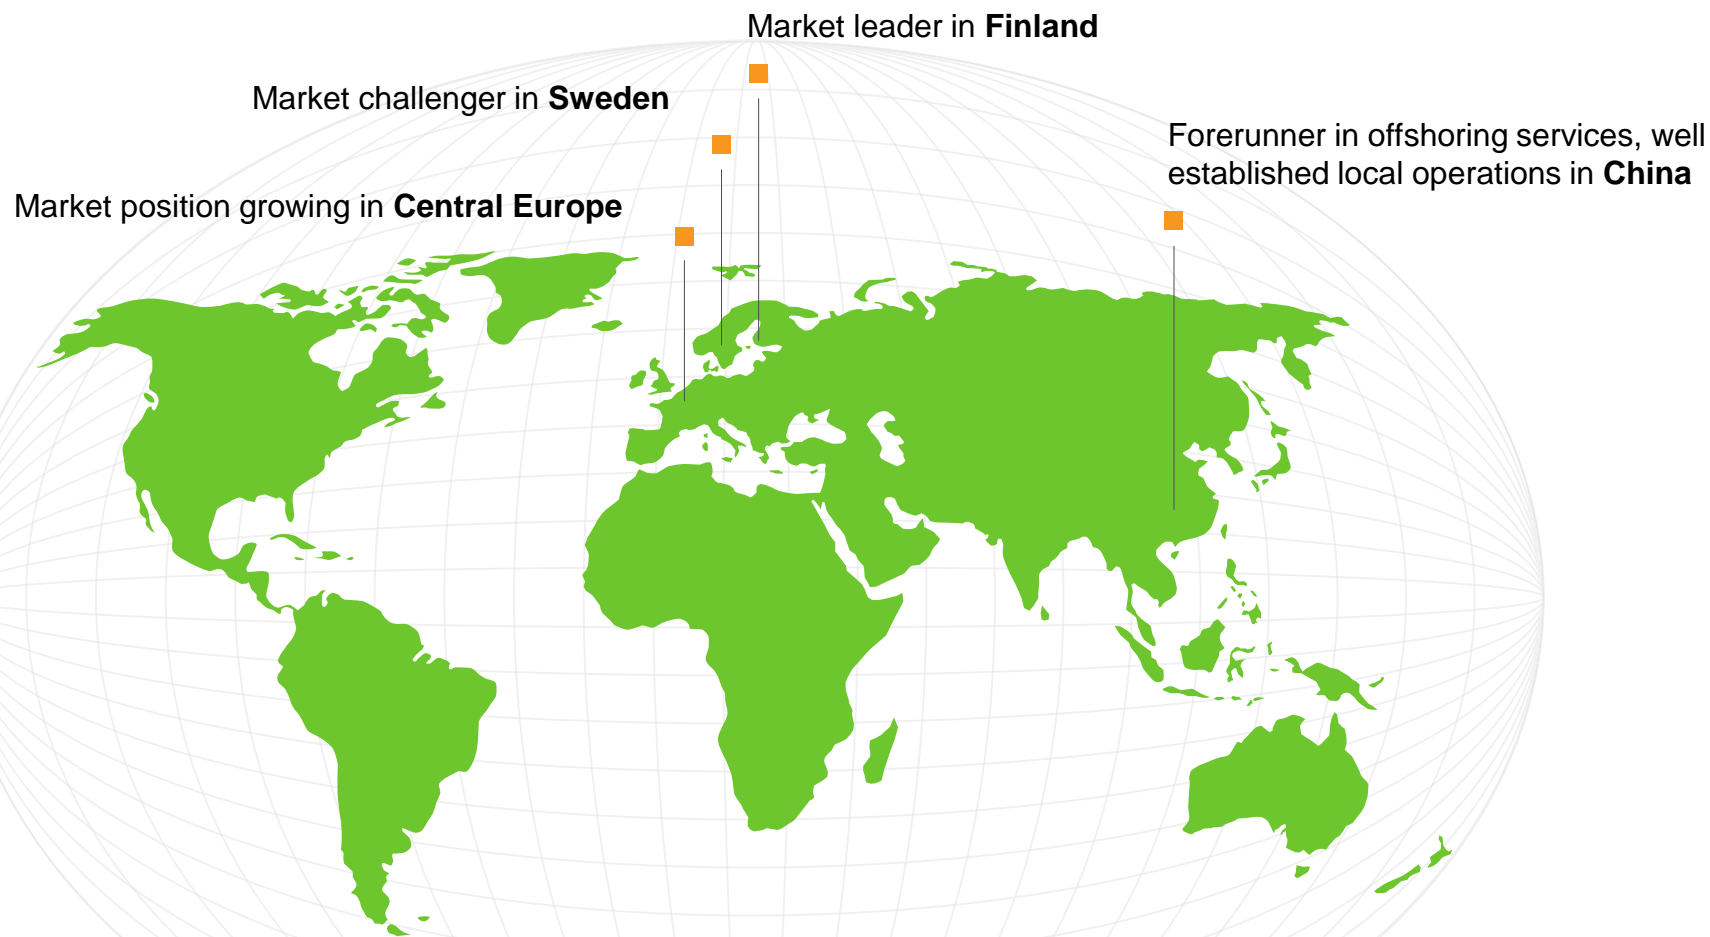 Market leader in Finland
Market challenger in Sweden
Forerunner in offshoring services, well
established local operations in China
Market position growing in Central Europe